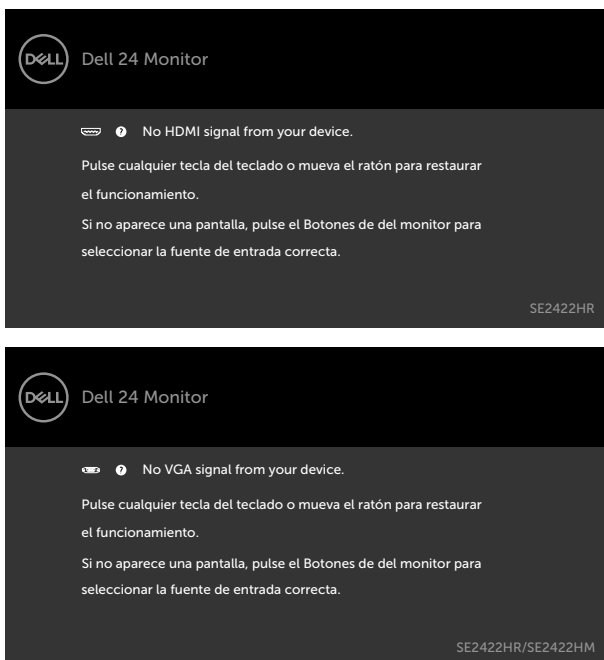 DELL Dell 24 Monitor
No HDMI signal from your device.
Pulse cualquier tecla del teclado o mueva el ratón para restaurar
el funcionamiento.
Si no aparece una pantalla, pulse el Botones de del monitor para
seleccionar la fuente de entrada correcta.
SE2422HR
DELL Dell 24 Monitor
No VGA signal from your device.
Pulse cualquier tecla del teclado o mueva el ratón para restaurar
el funcionamiento.
Si no aparece una pantalla, pulse el Botones de del monitor para
seleccionar la fuente de entrada correcta.
SE2422HR/SE2422HM